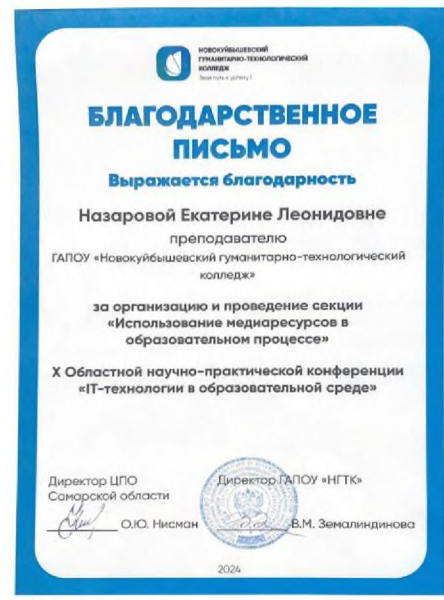 НОВОКУЙБЫШЕВСКИЙ
ГУМАНИТАРНО-ТЕХНОЛОГИЧЕСКИЙ
КОЛЛЕДЖ
БЛАГОДАРСТВЕННОЕ
ПИСЬМО
Выражается благодарность
Назаровой Екатерине Леонидовне
преподавателю
ГАПОУ «Новокуйбышевский гуманитарно-технологический
колледж»
за организацию и проведение секции
«Использование медиаресурсов в
образовательном процессе»
X Областной научно-практической конференции
«IT-технологии в образовательной среде»
Директор ЦПО
Самарской области
О.Ю. Нисман
Директор ГАПОУ «НГТК»
В.М. Земалиндинова
2024